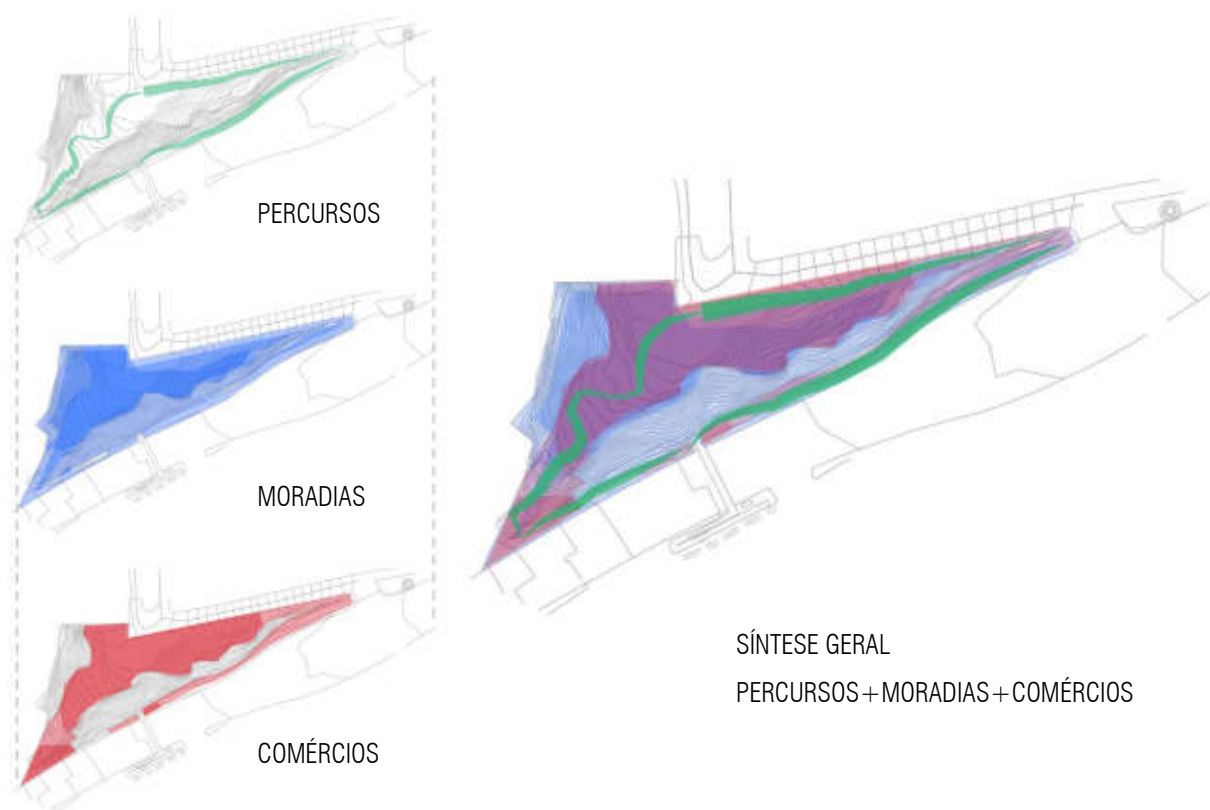 PERCURSOS
MORADIAS
COMÉRCIOS
SÍNTESE GERAL
PERCURSOS+MORADIAS+COMÉRCIOS